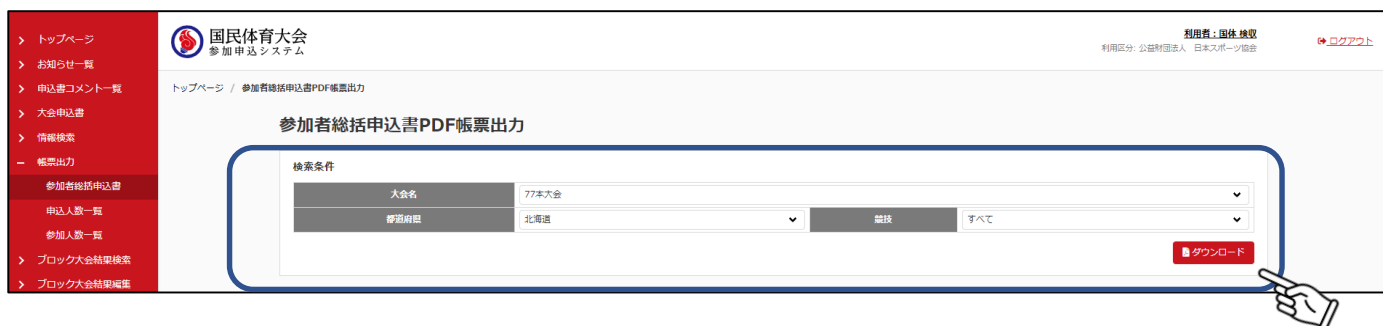 トップページ
お知らせ一覧
申込書コメント一覧
大会申込書
情報検索
帳票出力
参加者総括申込書
申込人数一覧
参加人数一覧
ブロック大会結果検索
ブロック大会結果編集
国民体育大会
参加申込システム
利用者：国体 検収
利用区分: 公益財団法人　日本スポーツ協会
ログアウト
トップページ / 参加者総括申込書PDF帳票出力
参加者総括申込書PDF帳票出力
検索条件
大会名 77本大会
都道府県 北海道 競技 すべて
ダウンロード